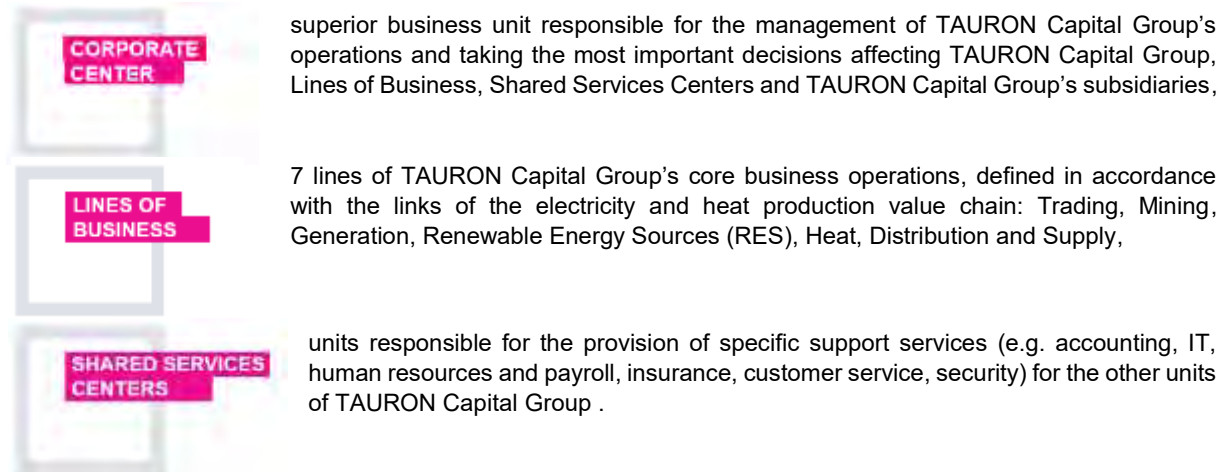 CORPORATE
CENTER
superior business unit responsible for the management of TAURON Capital Group’s
operations and taking the most important decisions affecting TAURON Capital Group,
Lines of Business, Shared Services Centers and TAURON Capital Group’s subsidiaries,
LINES OF
BUSINESS
7 lines of TAURON Capital Group’s core business operations, defined in accordance
with the links of the electricity and heat production value chain: Trading, Mining,
Generation, Renewable Energy Sources (RES), Heat, Distribution and Supply,
SHARED SERVICES
CENTERS
units responsible for the provision of specific support services (e.g. accounting, IT,
human resources and payroll, insurance, customer service, security) for the other units
of TAURON Capital Group .